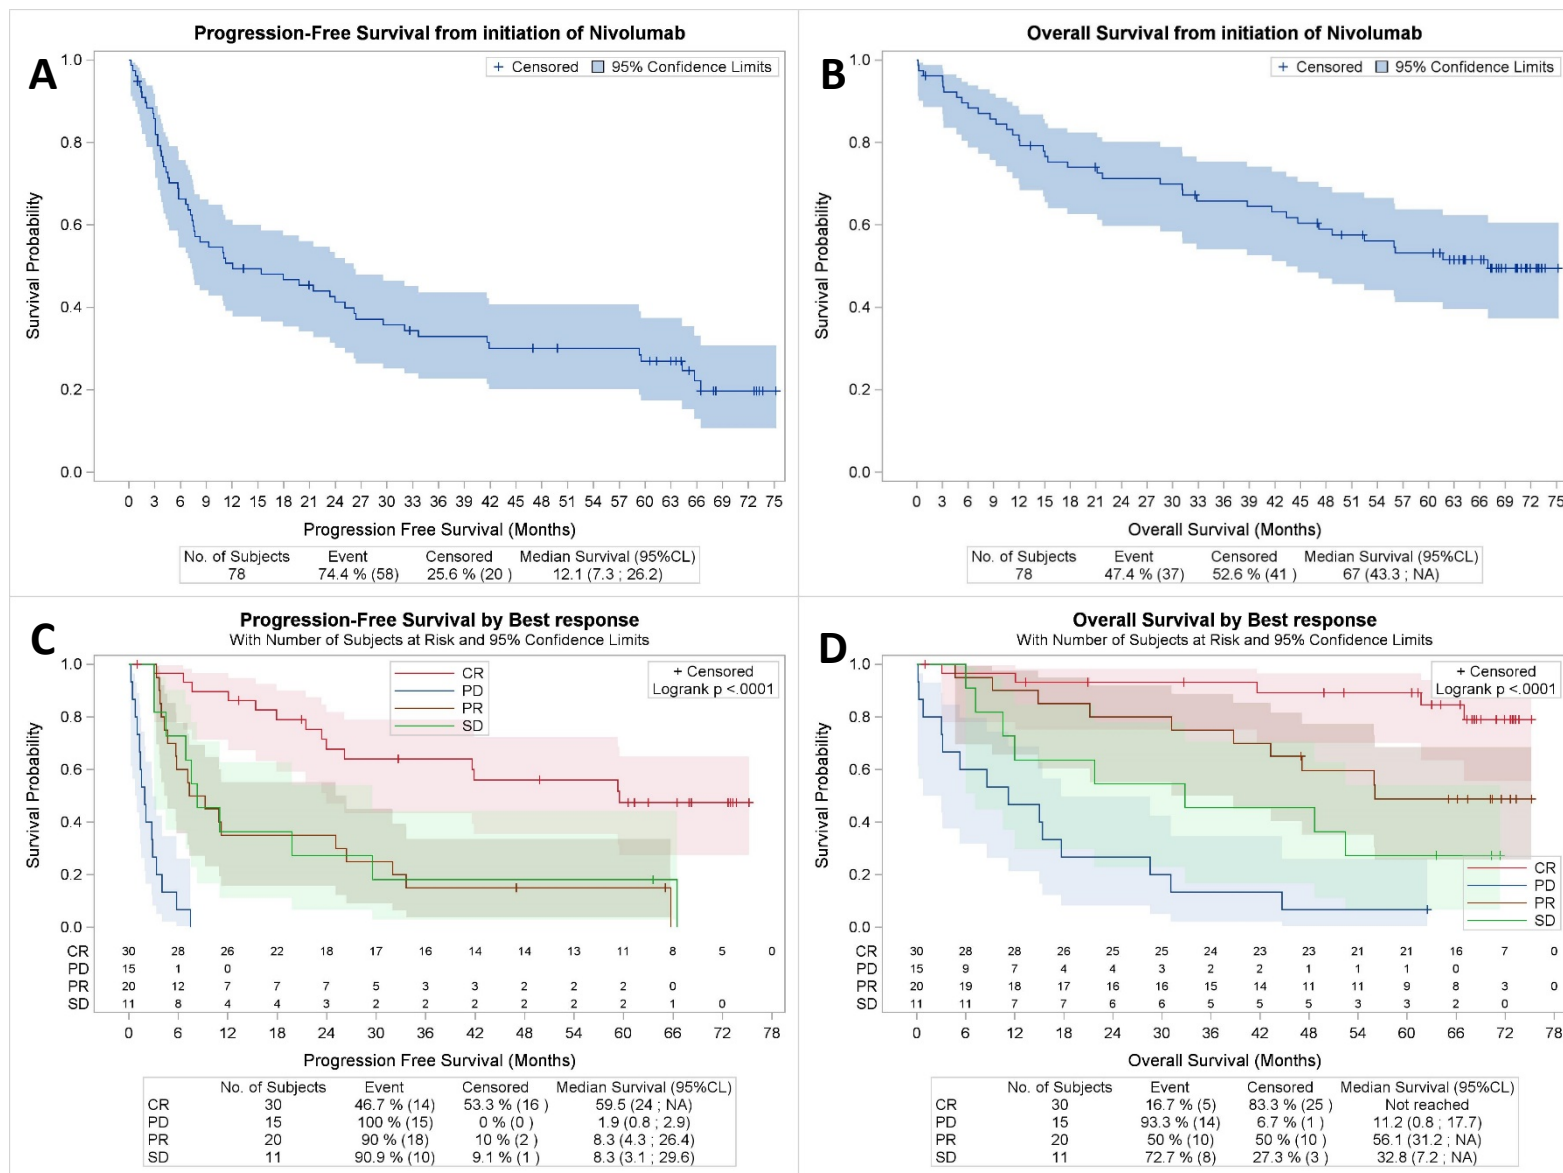 A
Progression-Free Survival from initiation of Nivolumab
+ Censored 95% Confidence Limits
Survival Probability
1.0
0.8
0.6
0.4
0.2
0.0
0 3 6 9 12 15 18 21 24 27 30 33 36 39 42 45 48 51 54 57 60 63 66 69 72 75
Progression Free Survival (Months)
No. of Subjects Event Censored Median Survival (95%CL)
78 74.4 % (58) 25.6 % (20 ) 12.1 (7.3 ; 26.2)
B
Overall Survival from initiation of Nivolumab
+ Censored 95% Confidence Limits
Survival Probability
1.0
0.8
0.6
0.4
0.2
0.0
0 3 6 9 12 15 18 21 24 27 30 33 36 39 42 45 48 51 54 57 60 63 66 69 72 75
Overall Survival (Months)
No. of Subjects Event Censored Median Survival (95%CL)
78 47.4 % (37) 52.6 % (41 ) 67 (43.3 ; NA)
C
Progression-Free Survival by Best response
With Number of Subjects at Risk and 95% Confidence Limits
CR
PD
PR
SD
+ Censored
Logrank p <.0001
Survival Probability
1.0
0.8
0.6
0.4
0.2
0.0
CR 30 28 26 22 18 17 16 14 14 13 11 8 5 0
PD 15 1 0
PR 20 12 7 7 7 5 3 3 2 2 2 0
SD 11 8 4 4 3 2 2 2 2 2 2 1 0
0 6 12 18 24 30 36 42 48 54 60 66 72 78
Progression Free Survival (Months)
No. of Subjects Event Censored Median Survival (95%CL)
CR 30 46.7 % (14) 53.3 % (16 ) 59.5 (24 ; NA)
PD 15 100 % (15) 0 % (0 ) 1.9 (0.8 ; 2.9)
PR 20 90 % (18) 10 % (2 ) 8.3 (4.3 ; 26.4)
SD 11 90.9 % (10) 9.1 % (1 ) 8.3 (3.1 ; 29.6)
D
Overall Survival by Best response
With Number of Subjects at Risk and 95% Confidence Limits
+ Censored
Logrank p <.0001
CR
PD
PR
SD
Survival Probability
1.0
0.8
0.6
0.4
0.2
0.0
CR 30 28 28 26 25 25 24 23 23 21 21 16 7 0
PD 15 9 7 4 4 3 2 2 1 1 1 0
PR 20 19 18 17 16 16 15 14 11 11 9 8 3 0
SD 11 11 7 7 6 6 5 5 5 3 3 2 0
0 6 12 18 24 30 36 42 48 54 60 66 72 78
Overall Survival (Months)
No. of Subjects Event Censored Median Survival (95%CL)
CR 30 16.7 % (5) 83.3 % (25 ) Not reached
PD 15 93.3 % (14) 6.7 % (1 ) 11.2 (0.8 ; 17.7)
PR 20 50 % (10) 50 % (10 ) 56.1 (31.2 ; NA)
SD 11 72.7 % (8) 27.3 % (3 ) 32.8 (7.2 ; NA)